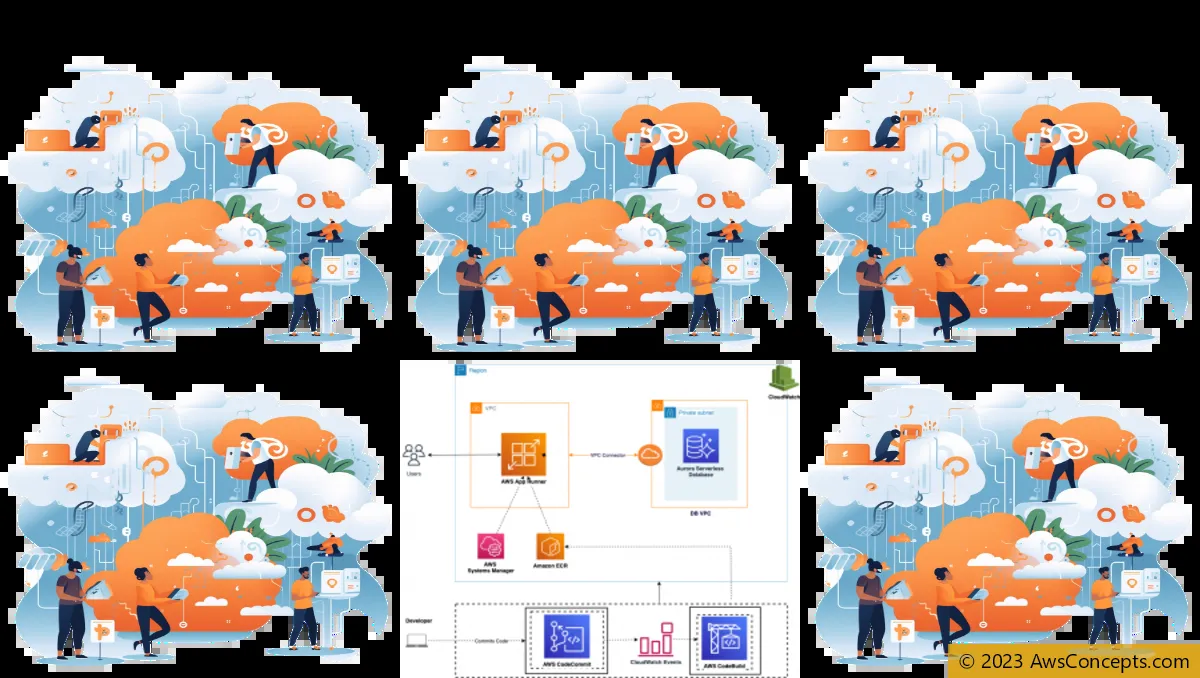 Region
CloudWatch
VPC
Private subnet
Users
AWS App Runner
VPC Connector
Aurora Serverless
Database
DB VPC
AWS
Systems Manager
Amazon ECR
Developer
Commits Code
AWS CodeCommit
CloudWatch Events
AWS CodeBuild
© 2023 AwsConcepts.com